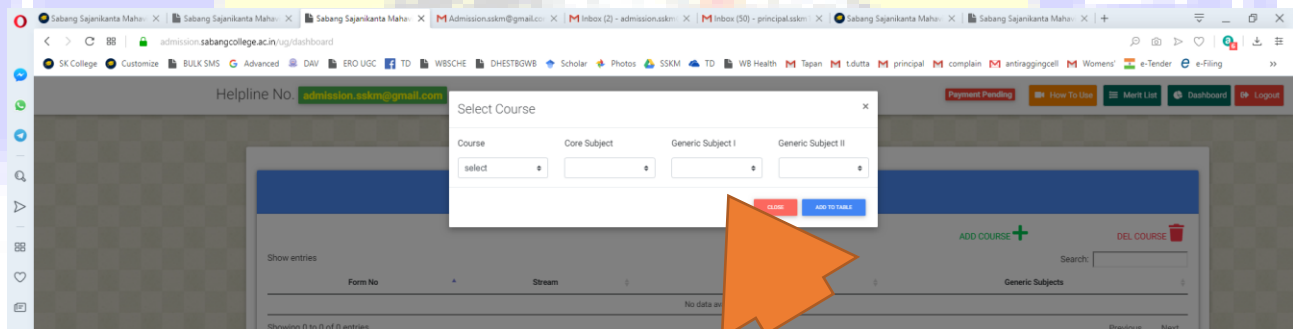 Sabang Sajanikanta Mahav Sabang Sajanikanta Mahav Sabang Sajanikanta Mahav Admission.sskm@gmail.co Inbox (2) - admission.sskm Inbox (50) - principal.sskm Sabang Sajanikanta Mahav Sabang Sajanikanta Mahav
admission.sabangcollege.ac.in/ug/dashboard
SK College Customize BULK SMS Advanced DAV ERO UGC TD WBSCHE DHESTBGWB Scholar Photos SSKM TD WB Health Tapan t.dutta principal complain antiraggingcell Womens' e-Tender e-Filing
Helpline No. admission.sskm@gmail.com Payment Pending How To Use Merit List Dashboard Logout
Select Course ×
Course Core Subject Generic Subject I Generic Subject II
select
CLOSE ADD TO TABLE
ADD COURSE DEL COURSE
Show entries Search:
Form No Stream Generic Subjects
No data av
Showing 0 to 0 of 0 entries Previous Next